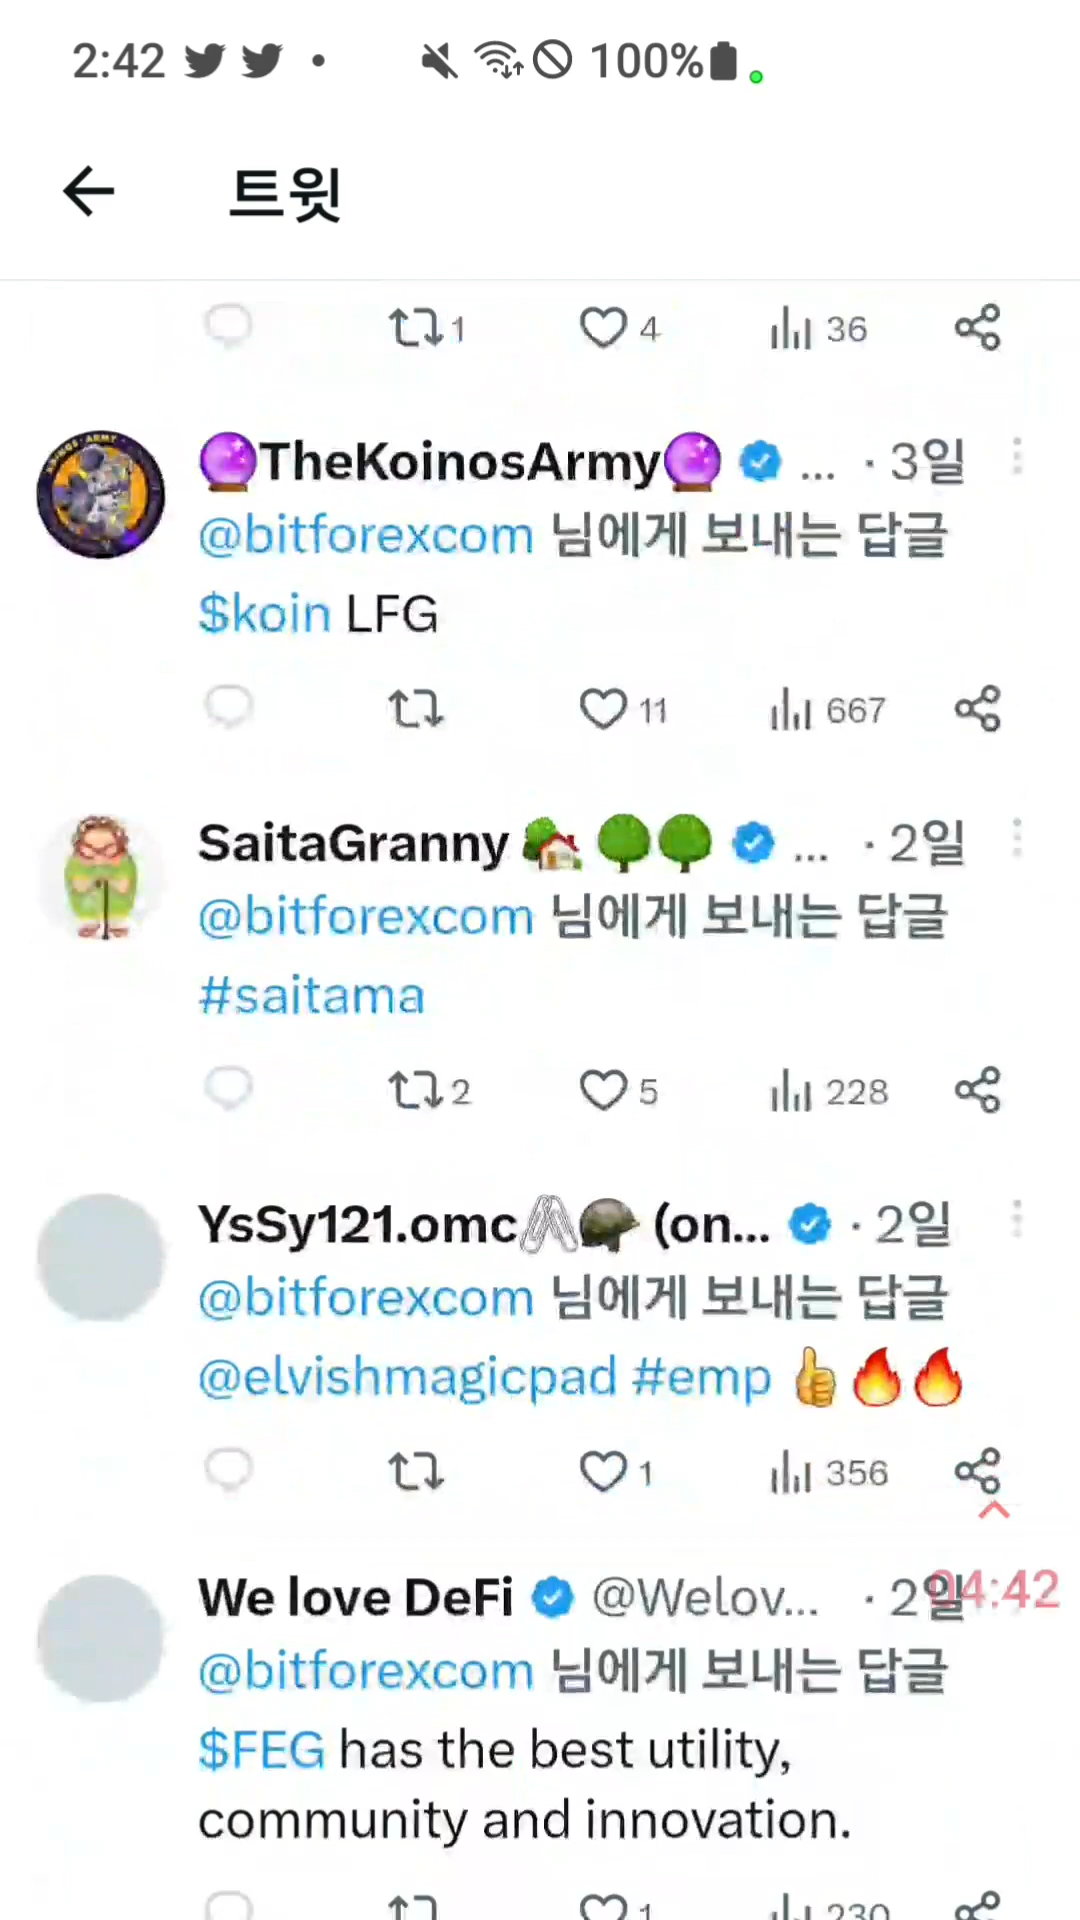 2:42 100%
트윗
1 4 36
TheKoinosArmy ... · 3일
@bitforexcom 님에게 보내는 답글
$koin LFG
11 667
SaitaGranny ... · 2일
@bitforexcom 님에게 보내는 답글
#saitama
2 5 228
YsSy121.omc (on... · 2일
@bitforexcom 님에게 보내는 답글
@elvishmagicpad #emp
1 356
We love DeFi @Welov... · 2일
04:42
@bitforexcom 님에게 보내는 답글
$FEG has the best utility,
community and innovation.
1 230